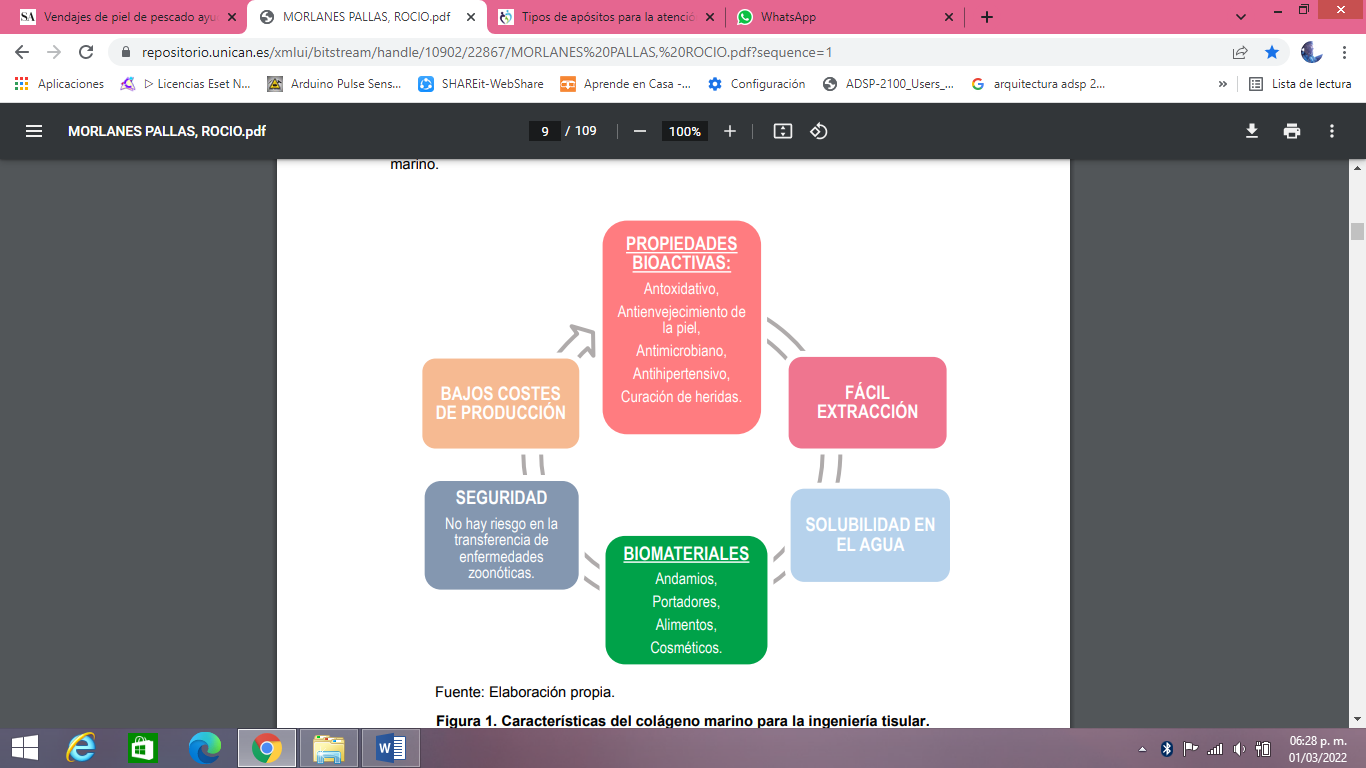 Vendajes de piel de pescado ayu
MORLANES PALLAS, ROCIO.pdf
Tipos de apósitos para la atenció
WhatsApp
repositorio.unican.es/xmlui/bitstream/handle/10902/22867/MORLANES%20PALLAS,%20ROCIO.pdf?sequence=1
Aplicaciones
Licencias Eset N...
Arduino Pulse Sens...
SHAREit-WebShare
Aprende en Casa -...
Configuración
ADSP-2100_Users_...
arquitectura adsp 2...
»
Lista de lectura
MORLANES PALLAS, ROCIO.pdf
9 / 109
100%
marino.
PROPIEDADES
BIOACTIVAS:
Antoxidativo,
Antienvejecimiento de
la piel,
Antimicrobiano,
Antihipertensivo,
Curación de heridas.
BAJOS COSTES
DE PRODUCCIÓN
FÁCIL
EXTRACCIÓN
SEGURIDAD
No hay riesgo en la
transferencia de
enfermedades
zoonóticas.
SOLUBILIDAD EN
EL AGUA
BIOMATERIALES
Andamios,
Portadores,
Alimentos,
Cosméticos.
Fuente: Elaboración propia.
Figura 1. Características del colágeno marino para la ingeniería tisular.
06:28 p. m.
01/03/2022